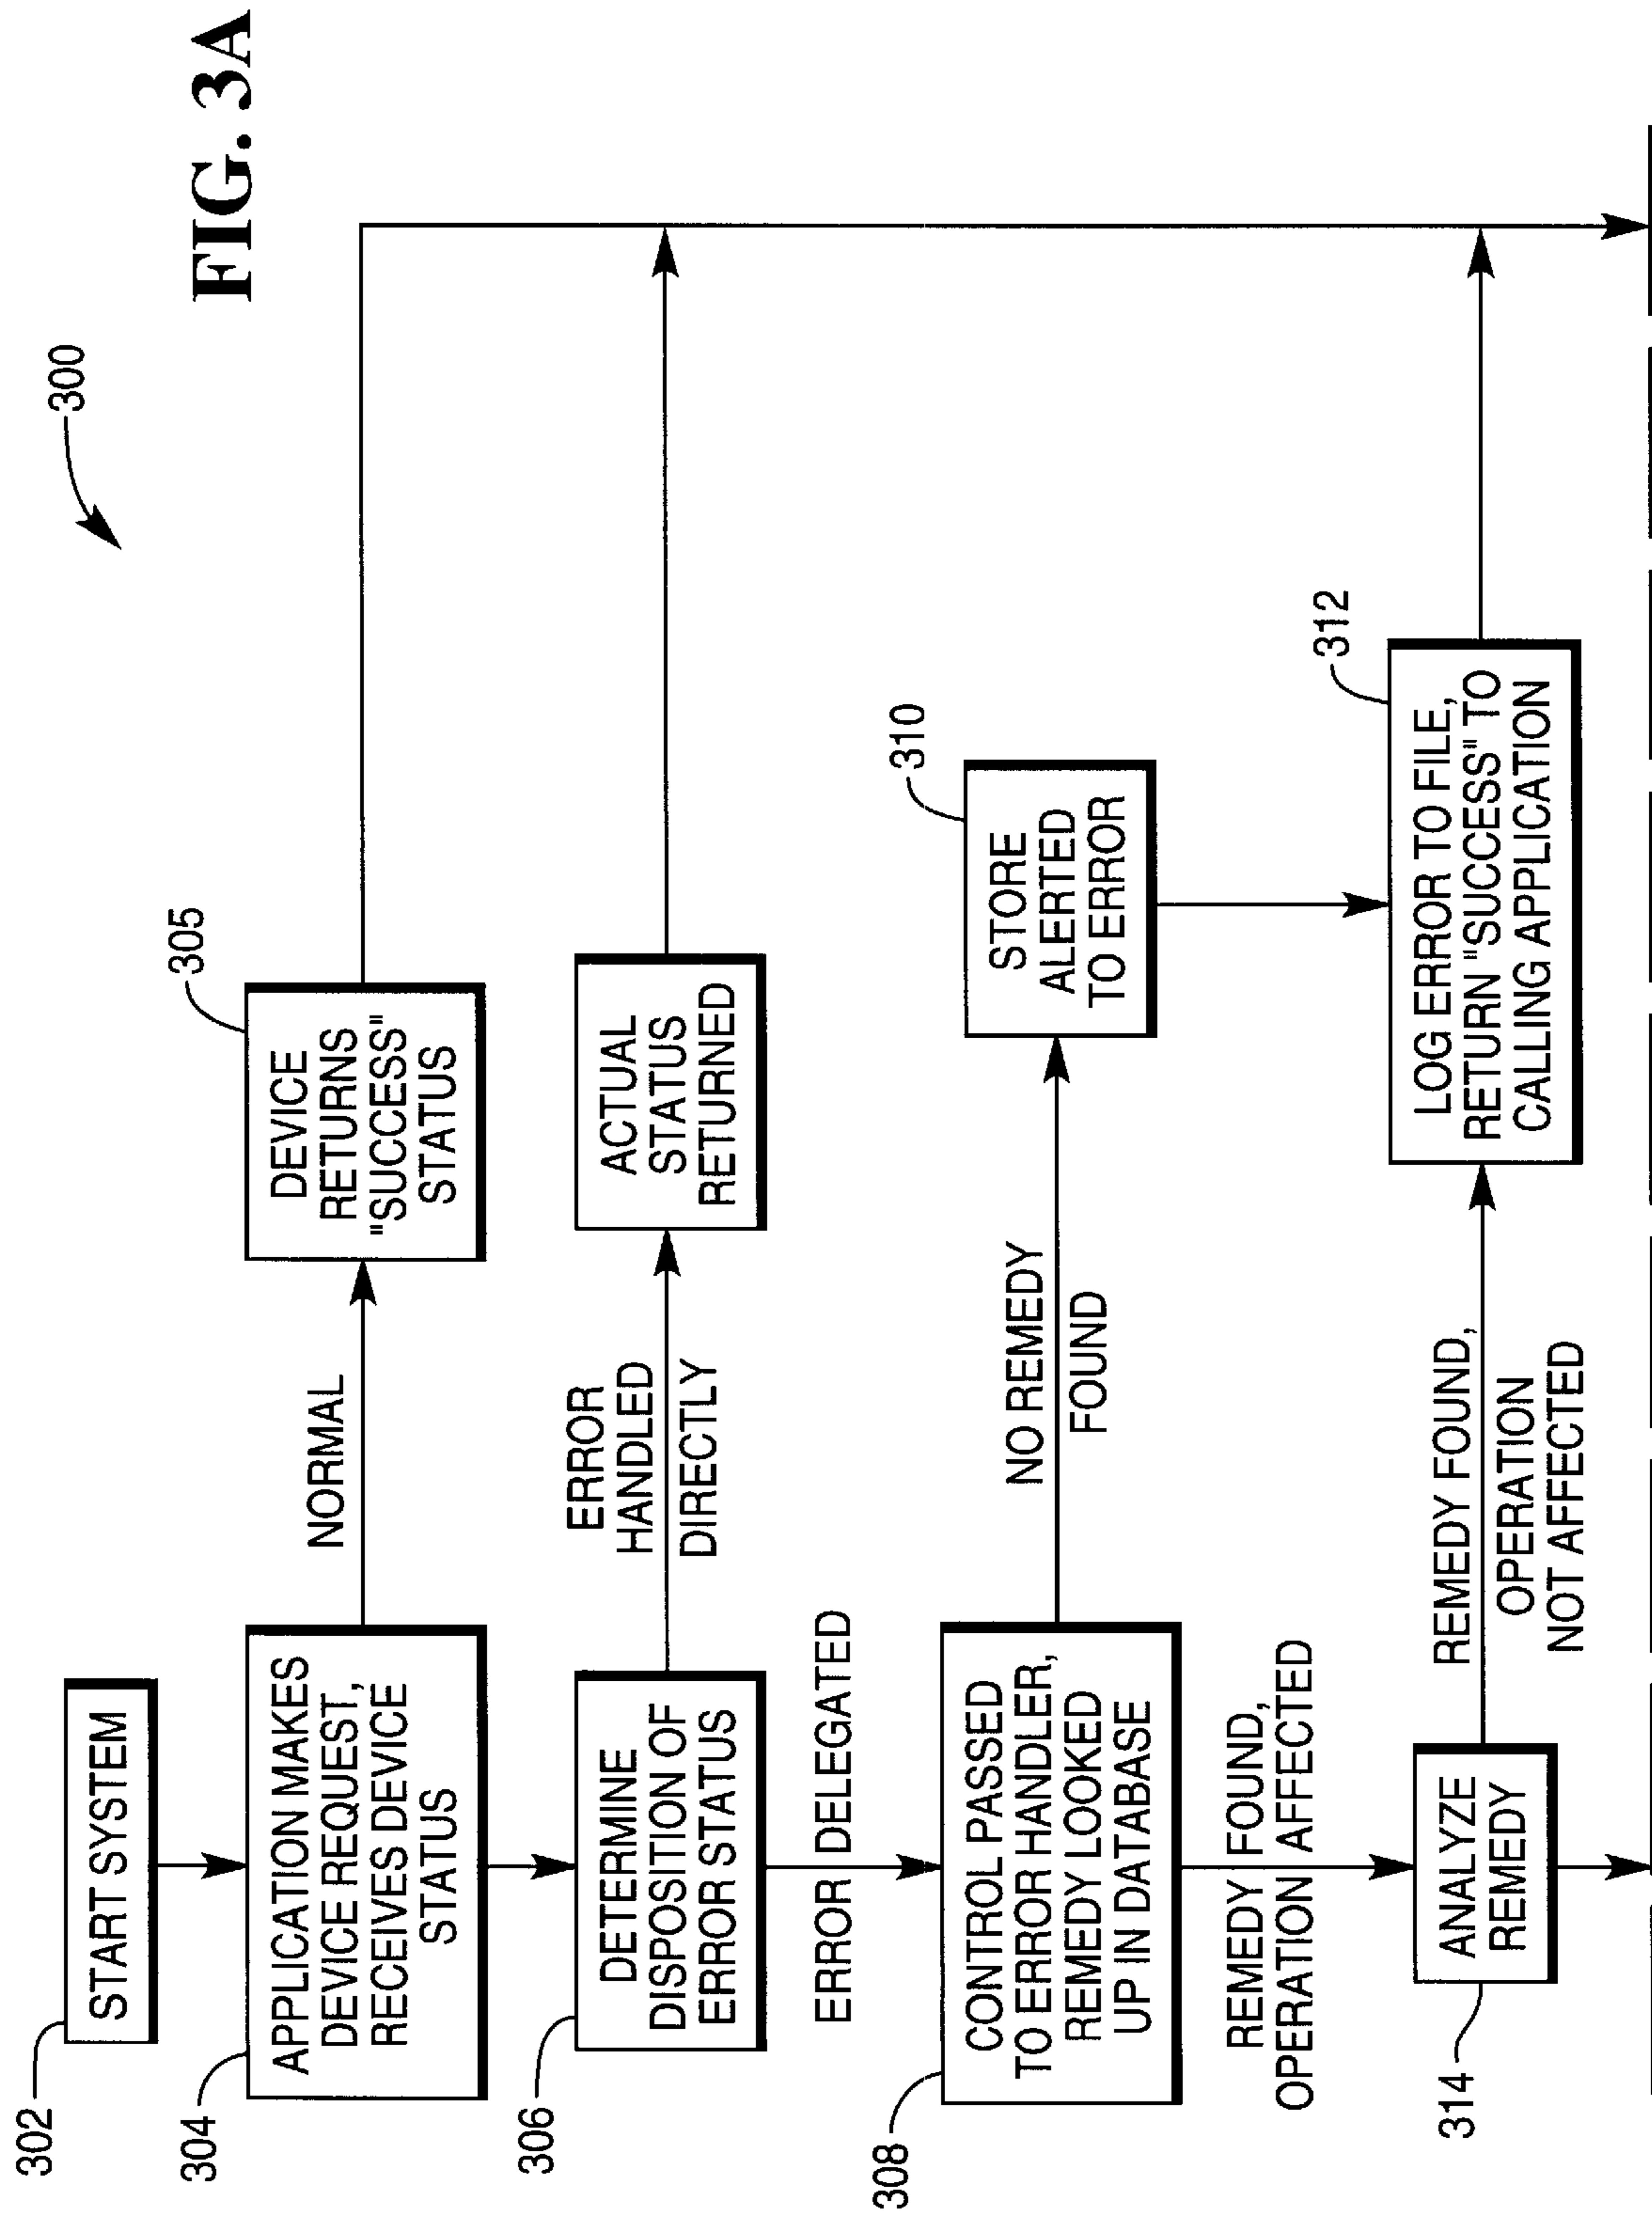 FIG. 3A
300
302
START SYSTEM
304
APPLICATION MAKES
DEVICE REQUEST,
RECEIVES DEVICE
STATUS
NORMAL
305
DEVICE
RETURNS
"SUCCESS"
STATUS
306
DETERMINE
DISPOSITION OF
ERROR STATUS
ERROR
HANDLED
DIRECTLY
ACTUAL
STATUS
RETURNED
ERROR DELEGATED
308
CONTROL PASSED
TO ERROR HANDLER,
REMEDY LOOKED
UP IN DATABASE
NO REMEDY
FOUND
310
STORE
ALERTED
TO ERROR
REMEDY FOUND,
OPERATION AFFECTED
314
ANALYZE
REMEDY
REMEDY FOUND,
OPERATION
NOT AFFECTED
312
LOG ERROR TO FILE,
RETURN "SUCCESS" TO
CALLING APPLICATION